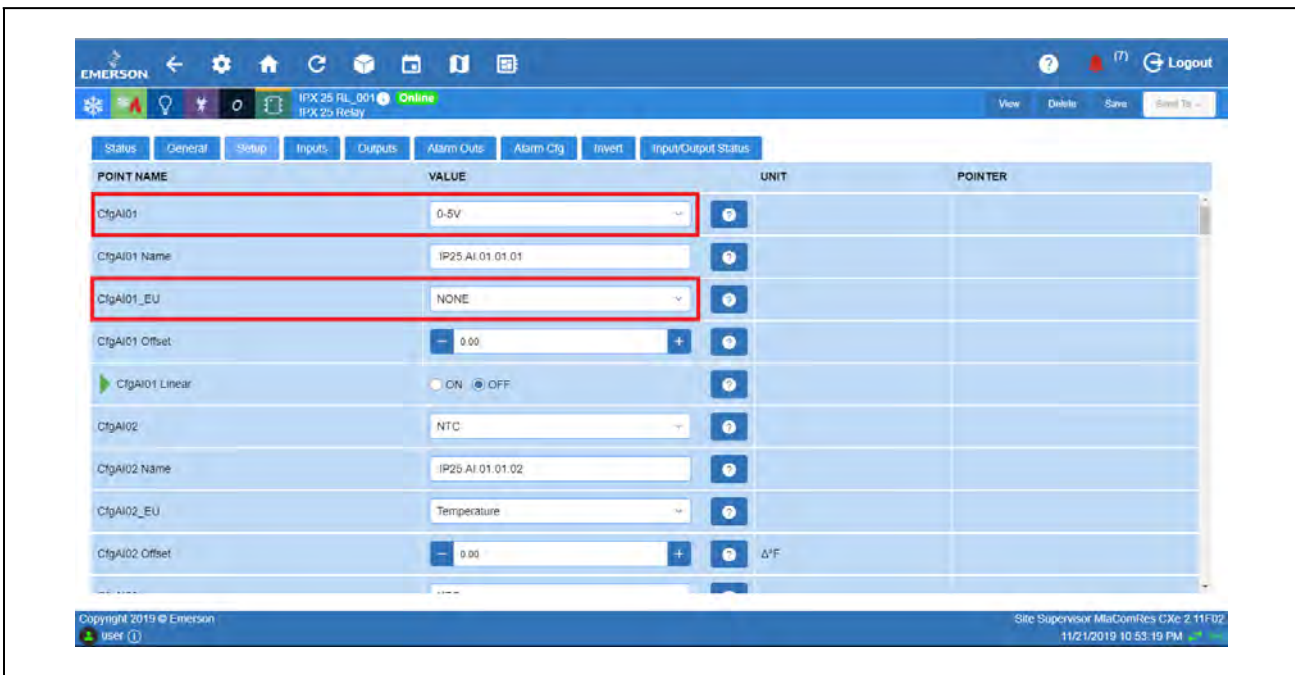 EMERSON (7) Logout
IPX 25 RL_001 Online
IPX 25 Relay View Delete Save Send To
Status General Setup Inputs Outputs Alarm Outs Alarm Cfg Invert Input/Output Status
POINT NAME VALUE UNIT POINTER
CfgAI01 0-5V ?
CfgAI01 Name IP25.AI.01.01.01 ?
CfgAI01_EU NONE ?
CfgAI01 Offset 0.00 ?
CfgAI01 Linear ON OFF ?
CfgAI02 NTC ?
CfgAI02 Name IP25.AI.01.01.02 ?
CfgAI02_EU Temperature ?
CfgAI02 Offset 0.00 ? Δ°F
Copyright 2019 © Emerson Site Supervisor MlaComRes CXe 2.11F02
user 11/21/2019 10:53:19 PM